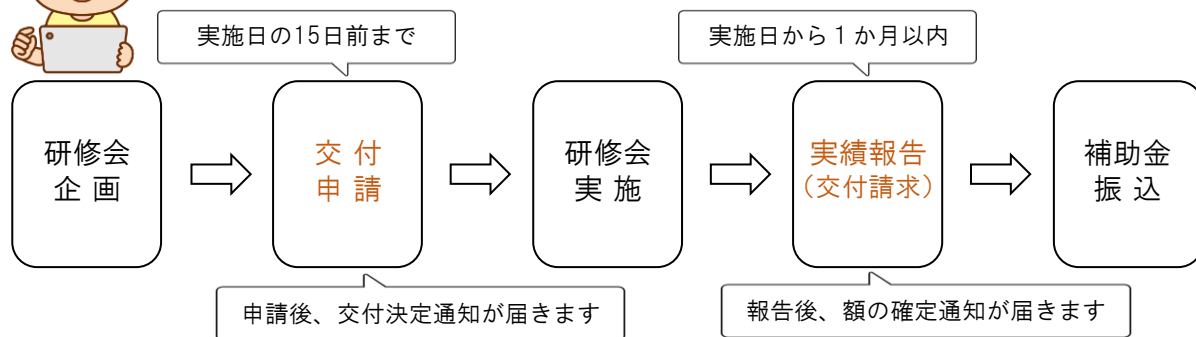 実施日の15日前まで
実施日から１か月以内
研修会
企 画
交 付
申 請
研修会
実 施
実績報告
（交付請求）
補助金
振 込
申請後、交付決定通知が届きます
報告後、額の確定通知が届きます